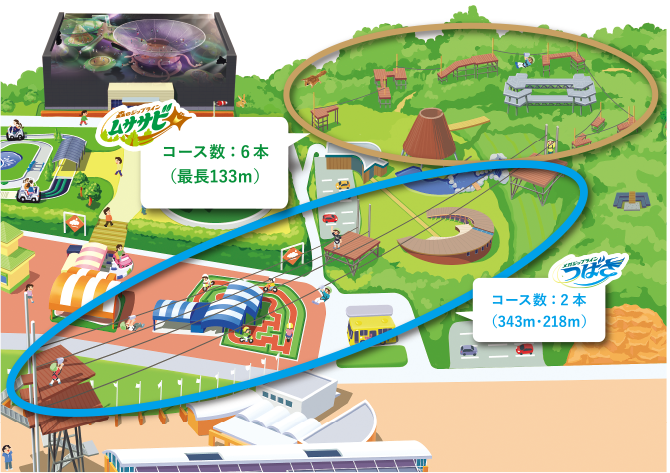 森のジップライン
ムササビ
コース数：6本
（最長133m）
メガジップライン
つばさ
コース数：2本
（343m・218m）